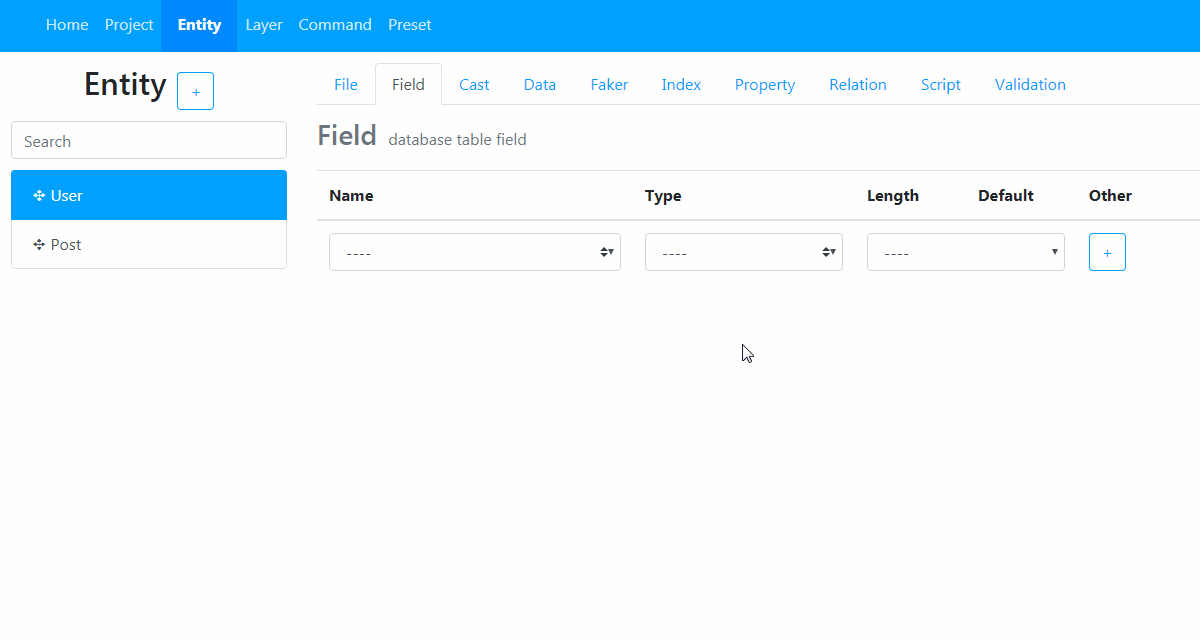 Home Project Entity Layer Command Preset
Entity +
Search
User
Post
File Field Cast Data Faker Index Property Relation Script Validation
Field database table field
Name Type Length Default Other
---- ---- ---- +